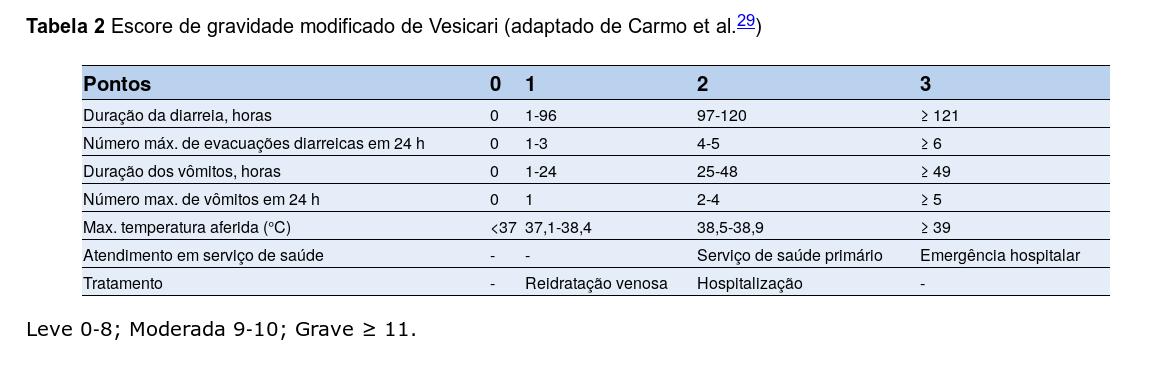 Tabela 2 Escore de gravidade modificado de Vesicari (adaptado de Carmo et al.29)
Pontos 0 1 2 3
Duração da diarreia, horas 0 1-96 97-120 ≥ 121
Número máx. de evacuações diarreicas em 24 h 0 1-3 4-5 ≥ 6
Duração dos vômitos, horas 0 1-24 25-48 ≥ 49
Número max. de vômitos em 24 h 0 1 2-4 ≥ 5
Max. temperatura aferida (°C) <37 37,1-38,4 38,5-38,9 ≥ 39
Atendimento em serviço de saúde - - Serviço de saúde primário Emergência hospitalar
Tratamento - Reidratação venosa Hospitalização -
Leve 0-8; Moderada 9-10; Grave ≥ 11.